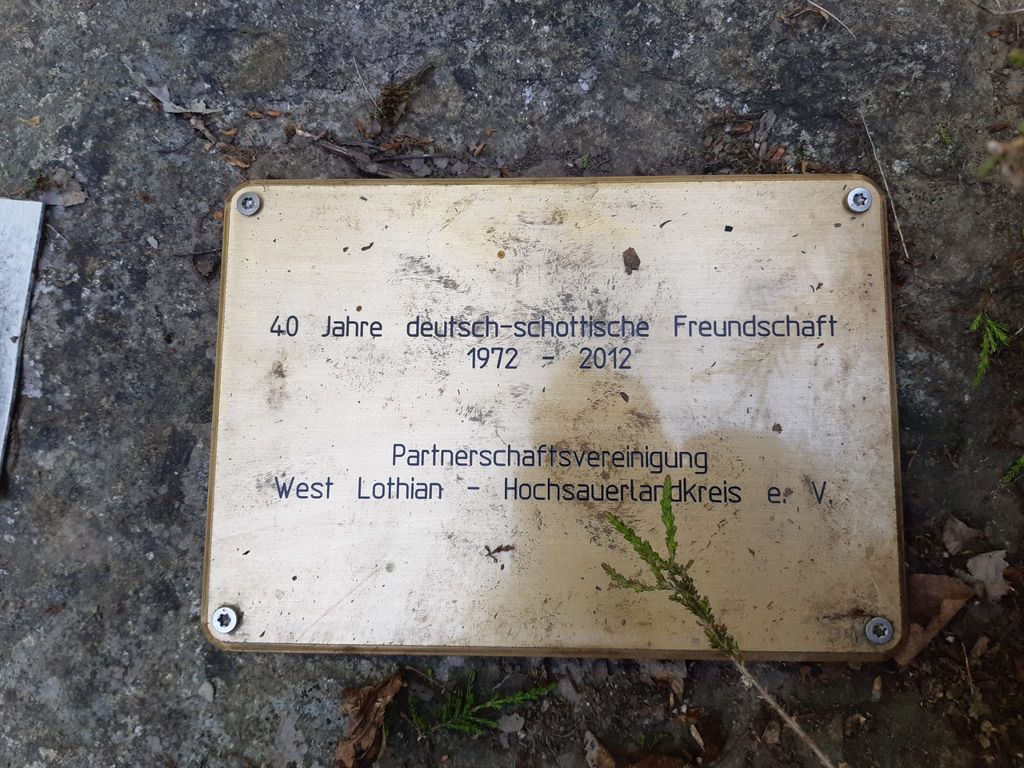 40 Jahre deutsch-schottische Freundschaft
1972 - 2012
Partnerschaftsvereinigung
West Lothian - Hochsauerlandkreis e. V.